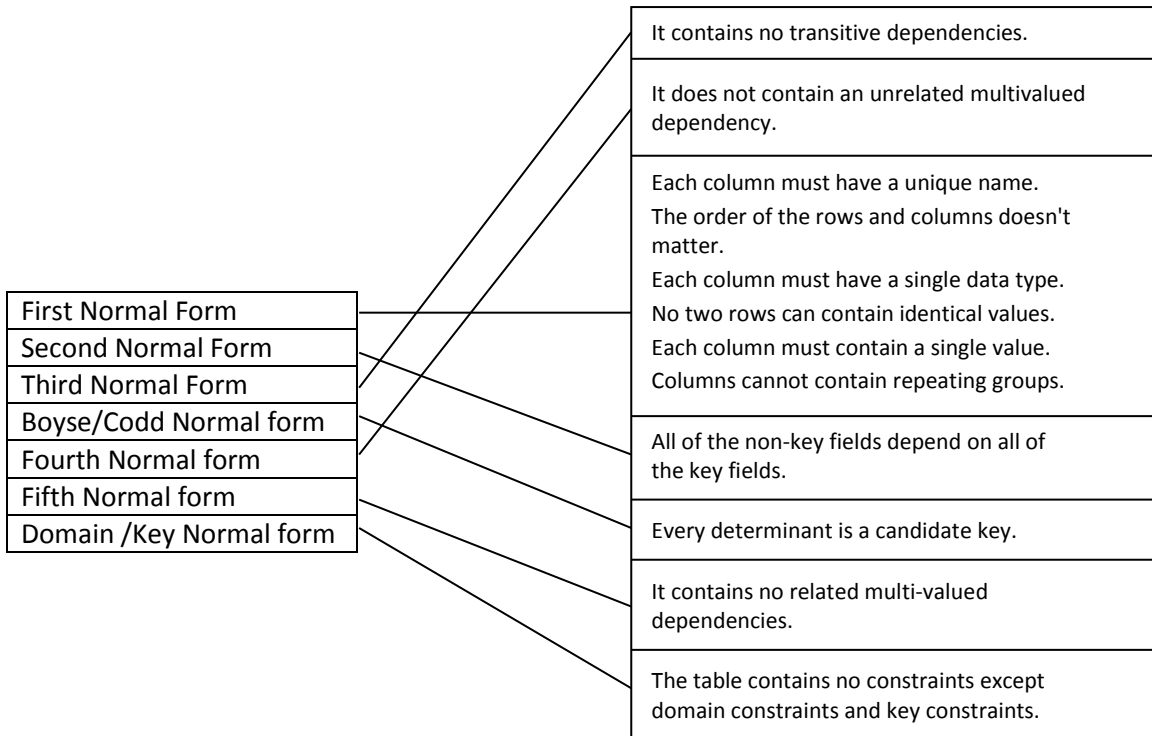 First Normal Form
Second Normal Form
Third Normal Form
Boyse/Codd Normal form
Fourth Normal form
Fifth Normal form
Domain /Key Normal form
It contains no transitive dependencies.
It does not contain an unrelated multivalued
dependency.
Each column must have a unique name.
The order of the rows and columns doesn't
matter.
Each column must have a single data type.
No two rows can contain identical values.
Each column must contain a single value.
Columns cannot contain repeating groups.
All of the non-key fields depend on all of
the key fields.
Every determinant is a candidate key.
It contains no related multi-valued
dependencies.
The table contains no constraints except
domain constraints and key constraints.